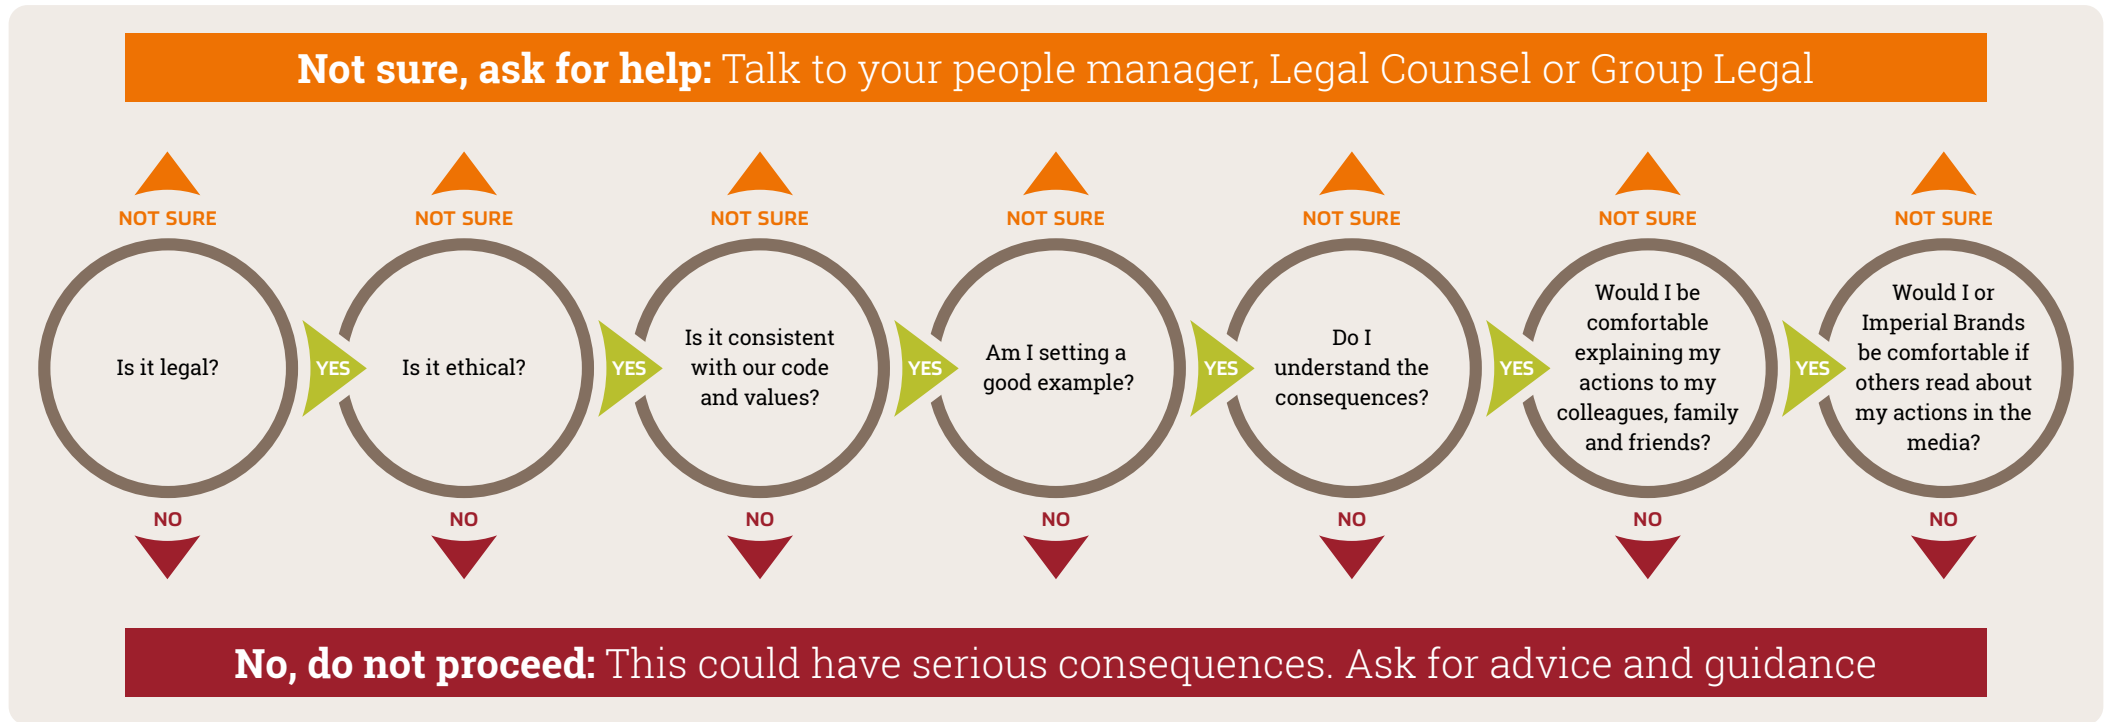 Not sure, ask for help: Talk to your people manager, Legal Counsel or Group Legal
NOT SURE
NOT SURE
NOT SURE
NOT SURE
NOT SURE
NOT SURE
NOT SURE
Is it legal?
YES
Is it ethical?
YES
Is it consistent
with our code
and values?
YES
Am I setting a
good example?
YES
Do I
understand the
consequences?
YES
Would I be
comfortable
explaining my
actions to my
colleagues, family
and friends?
YES
Would I or
Imperial Brands
be comfortable if
others read about
my actions in the
media?
NO
NO
NO
NO
NO
NO
NO
No, do not proceed: This could have serious consequences. Ask for advice and guidance